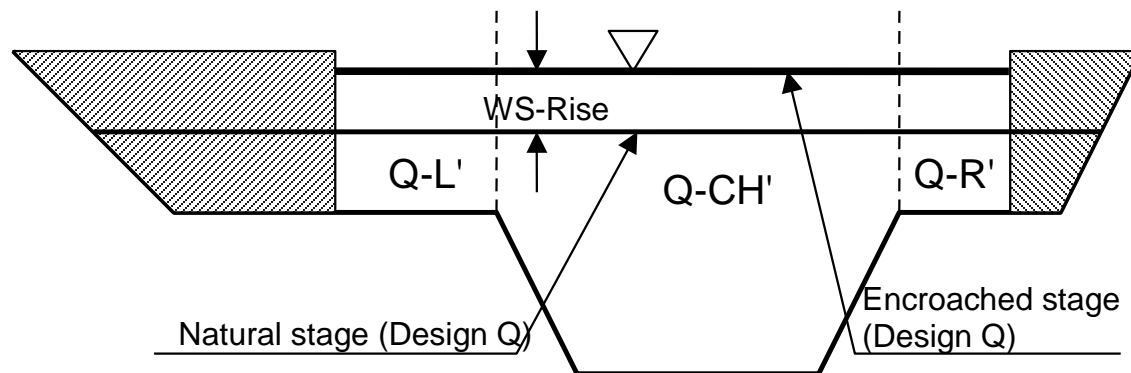 WS-Rise
Q-L'
Q-CH'
Q-R'
Natural stage (Design Q)
Encroached stage
(Design Q)